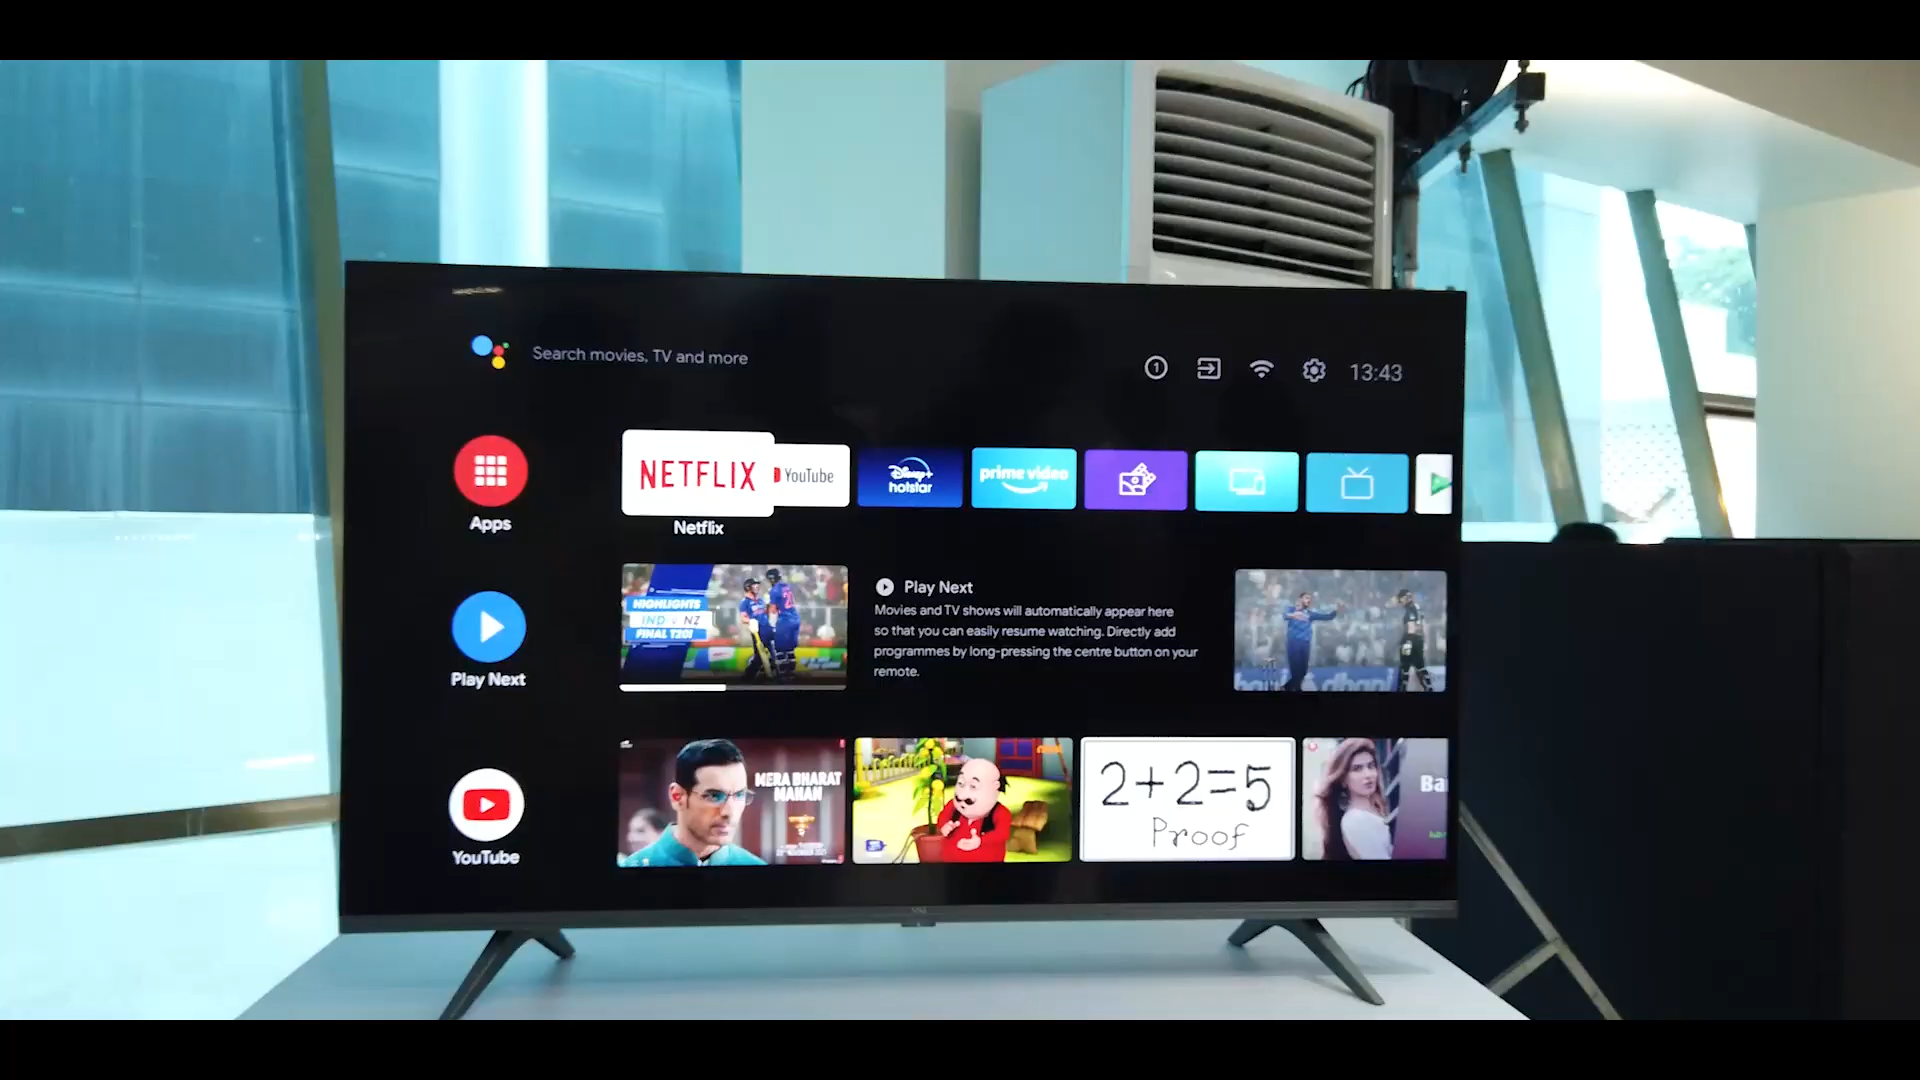 Search movies, TV and more
1
13:43
Apps
NETFLIX
YouTube
Disney+
hotstar
prime video
Netflix
HIGHLIGHTS
IND v NZ
FINAL T20I
Play Next
Movies and TV shows will automatically appear here
so that you can easily resume watching. Directly add
programmes by long-pressing the centre button on your
remote.
Play Next
MERA BHARAT
MAHAN
2+2=5
Proof
Ba
YouTube